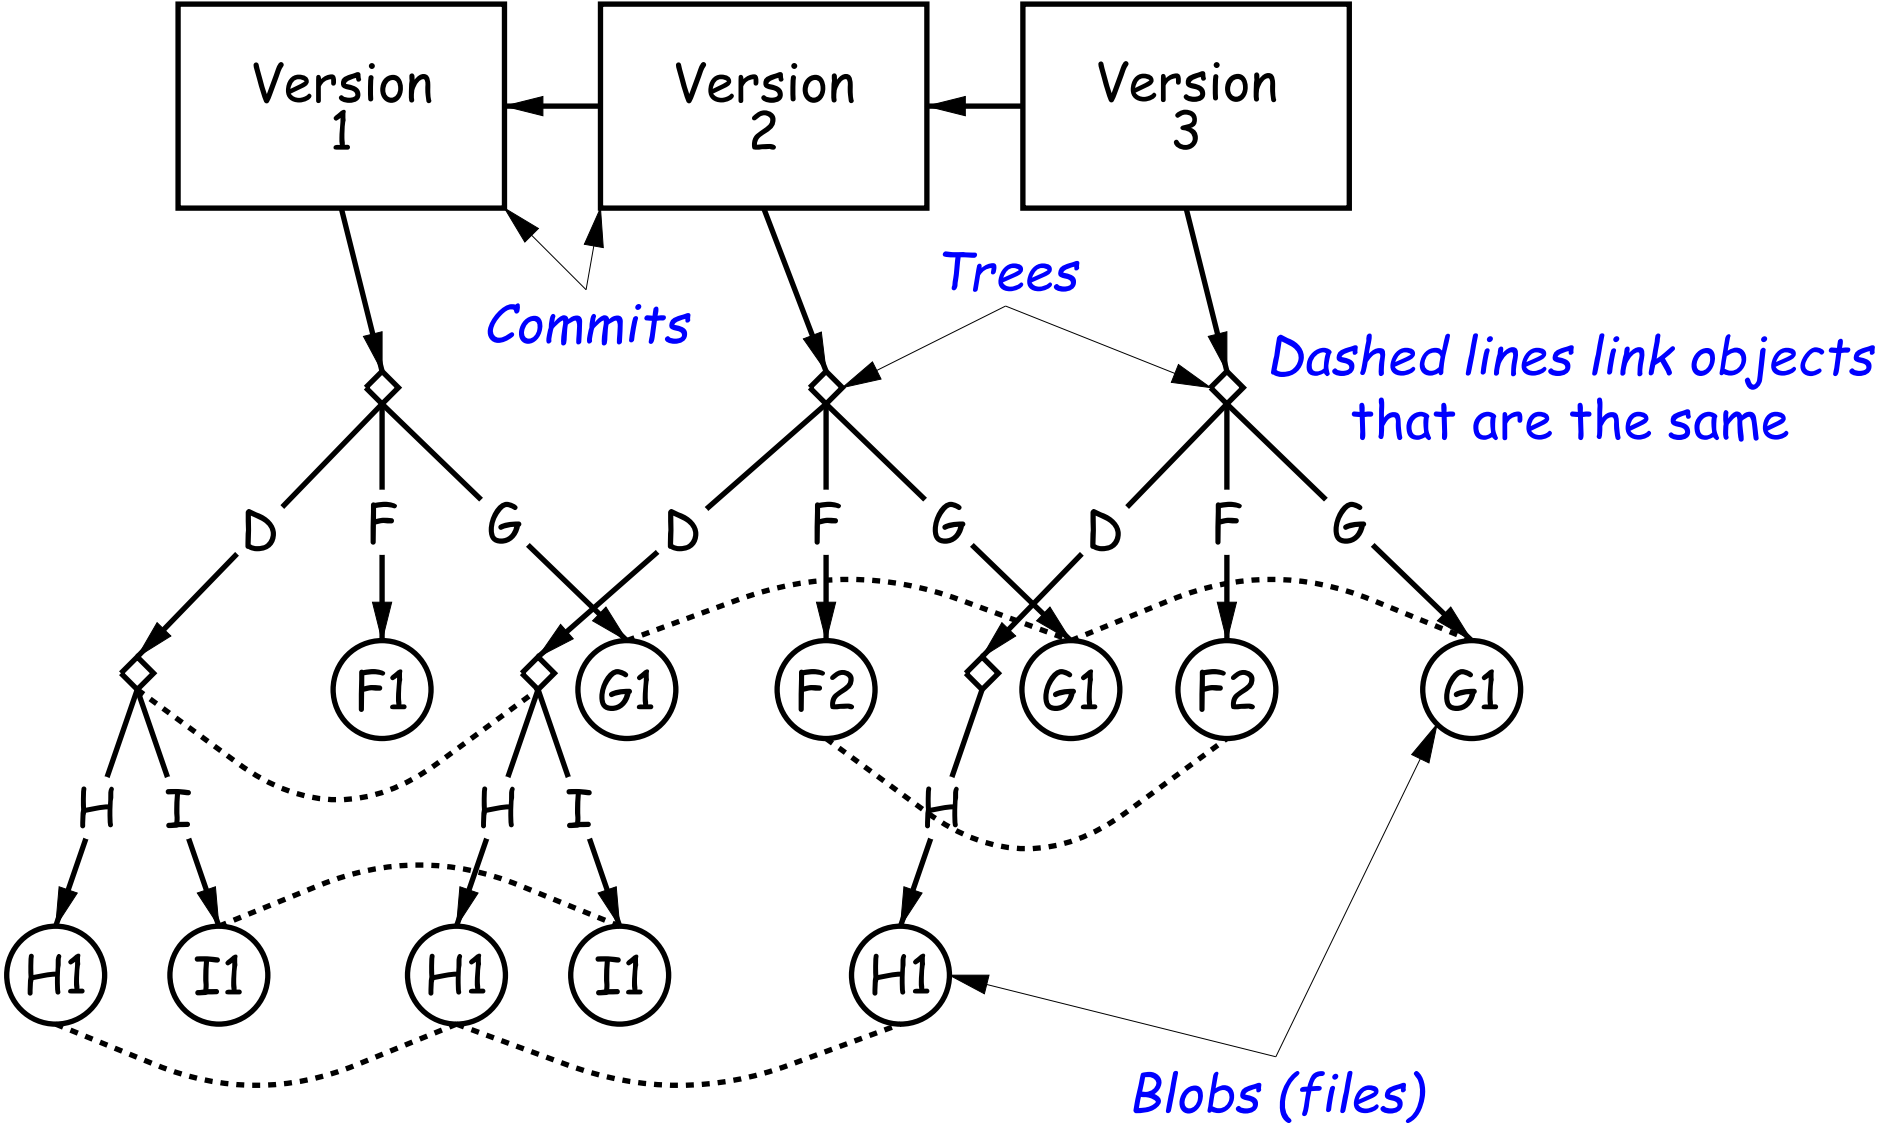 Version
1
Version
2
Version
3
Commits
Trees
Dashed lines link objects
that are the same
D
F
G
D
F
G
D
F
G
F1
G1
F2
G1
F2
G1
H
I
H
I
H
H1
I1
H1
I1
H1
Blobs (files)